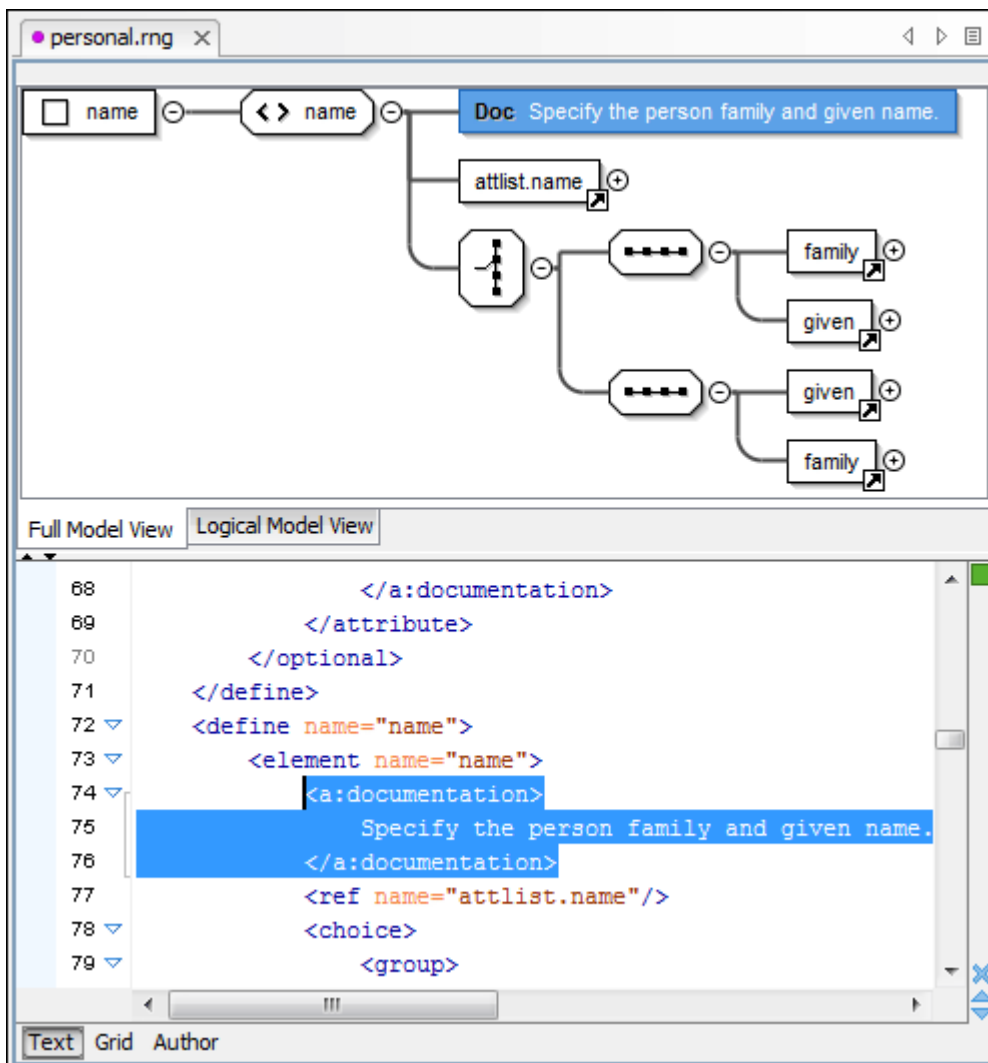 personal.rng
name
name
Doc Specify the person family and given name.
attlist.name
family
given
given
family
Full Model View
Logical Model View
68 </a:documentation>
69 </attribute>
70 </optional>
71 </define>
72 <define name="name">
73 <element name="name">
74 <a:documentation>
75 Specify the person family and given name.
76 </a:documentation>
77 <ref name="attlist.name"/>
78 <choice>
79 <group>
Text Grid Author